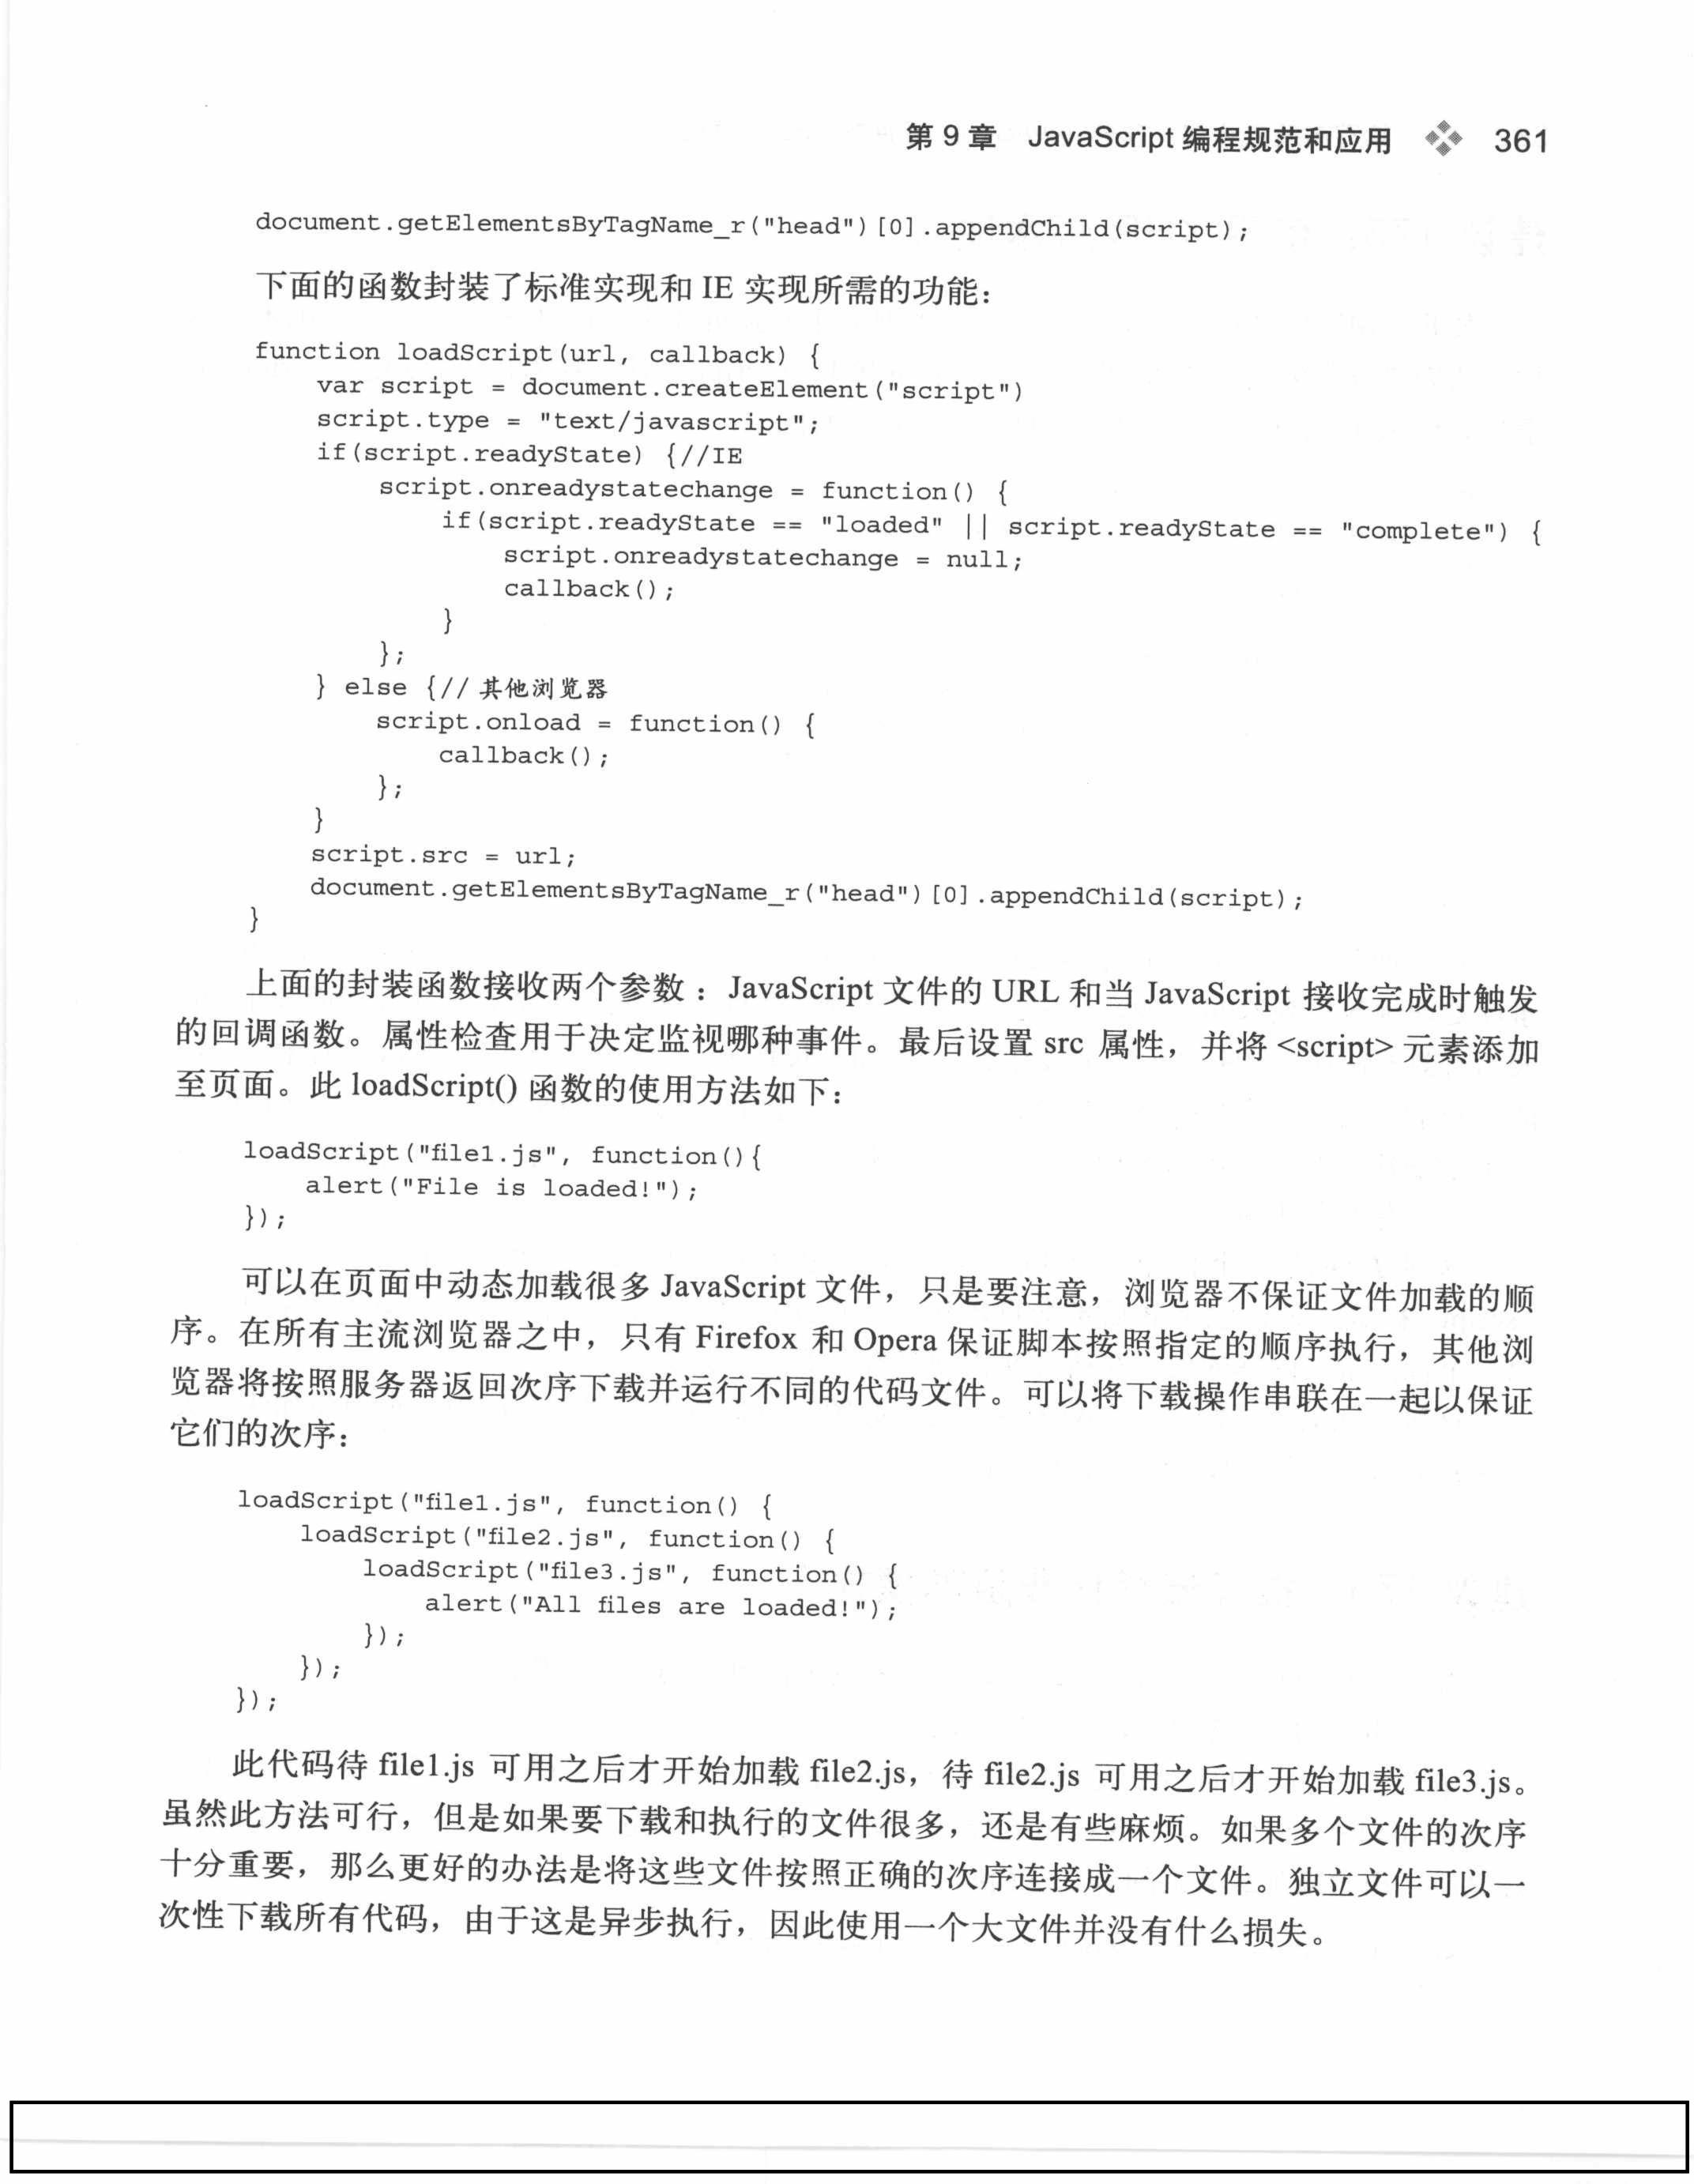 第 9 章 JavaScript 编程规范和应用 361
document.getElementsByTagName_r("head")[0].appendChild(script);
下面的函数封装了标准实现和 IE 实现所需的功能：
function loadScript(url, callback) {
    var script = document.createElement("script")
    script.type = "text/javascript";
    if(script.readyState) {//IE
        script.onreadystatechange = function() {
            if(script.readyState == "loaded" || script.readyState == "complete") {
                script.onreadystatechange = null;
                callback();
            }
        };
    } else {// 其他浏览器
        script.onload = function() {
            callback();
        };
    }
    script.src = url;
    document.getElementsByTagName_r("head")[0].appendChild(script);
}
上面的封装函数接收两个参数：JavaScript 文件的 URL 和当 JavaScript 接收完成时触发
的回调函数。属性检查用于决定监视哪种事件。最后设置 src 属性，并将 <script> 元素添加
至页面。此 loadScript() 函数的使用方法如下：
loadScript("file1.js", function(){
    alert("File is loaded!");
});
可以在页面中动态加载很多 JavaScript 文件，只是要注意，浏览器不保证文件加载的顺
序。在所有主流浏览器之中，只有 Firefox 和 Opera 保证脚本按照指定的顺序执行，其他浏
览器将按照服务器返回次序下载并运行不同的代码文件。可以将下载操作串联在一起以保证
它们的次序：
loadScript("file1.js", function() {
    loadScript("file2.js", function() {
        loadScript("file3.js", function() {
            alert("All files are loaded!");
        });
    });
});
此代码待 file1.js 可用之后才开始加载 file2.js，待 file2.js 可用之后才开始加载 file3.js。
虽然此方法可行，但是如果要下载和执行的文件很多，还是有些麻烦。如果多个文件的次序
十分重要，那么更好的办法是将这些文件按照正确的次序连接成一个文件。独立文件可以一
次性下载所有代码，由于这是异步执行，因此使用一个大文件并没有什么损失。